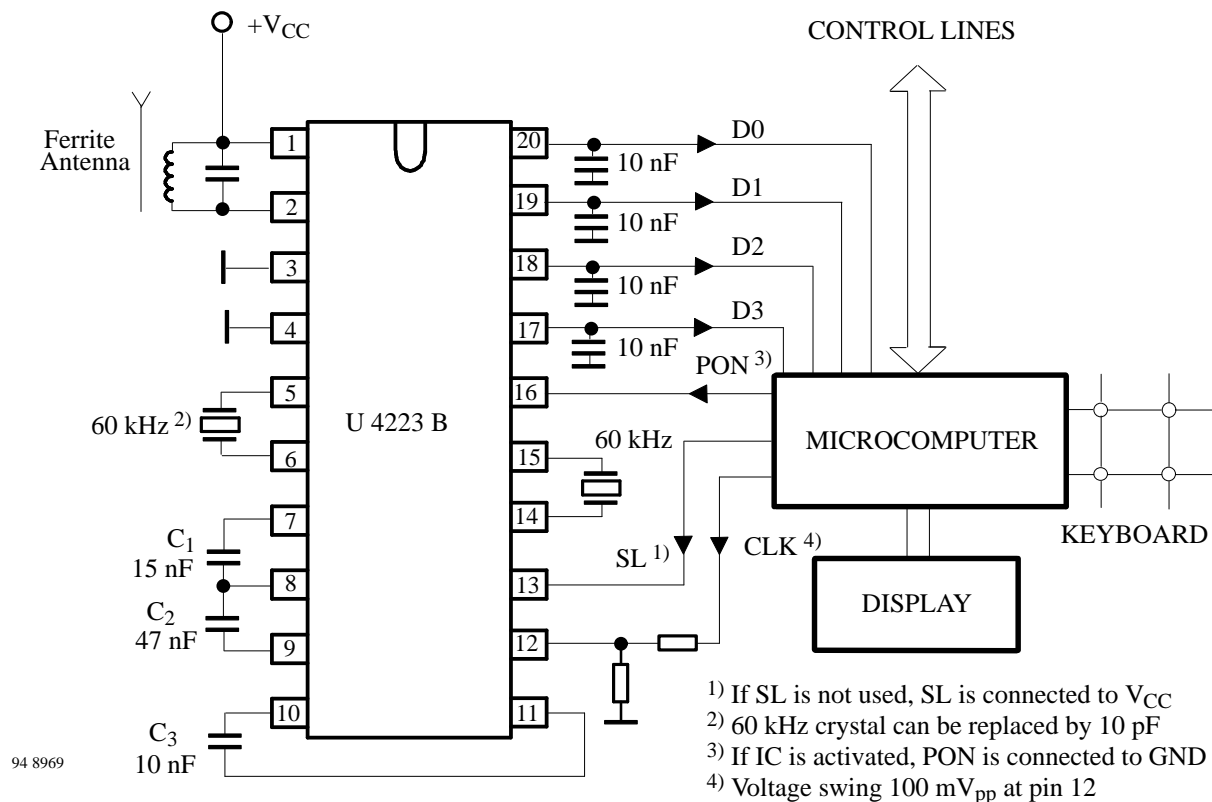 +VCC
CONTROL LINES
Ferrite
Antenna
1
20
D0
10 nF
2
19
D1
10 nF
3
18
D2
10 nF
4
17
D3
10 nF
PON 3)
5
16
60 kHz 2)
U 4223 B
MICROCOMPUTER
6
15
60 kHz
7
14
C1
15 nF
KEYBOARD
8
13
SL 1)
CLK 4)
C2
47 nF
DISPLAY
9
12
10
11
C3
10 nF
1) If SL is not used, SL is connected to VCC
2) 60 kHz crystal can be replaced by 10 pF
3) If IC is activated, PON is connected to GND
4) Voltage swing 100 mVpp at pin 12
94 8969